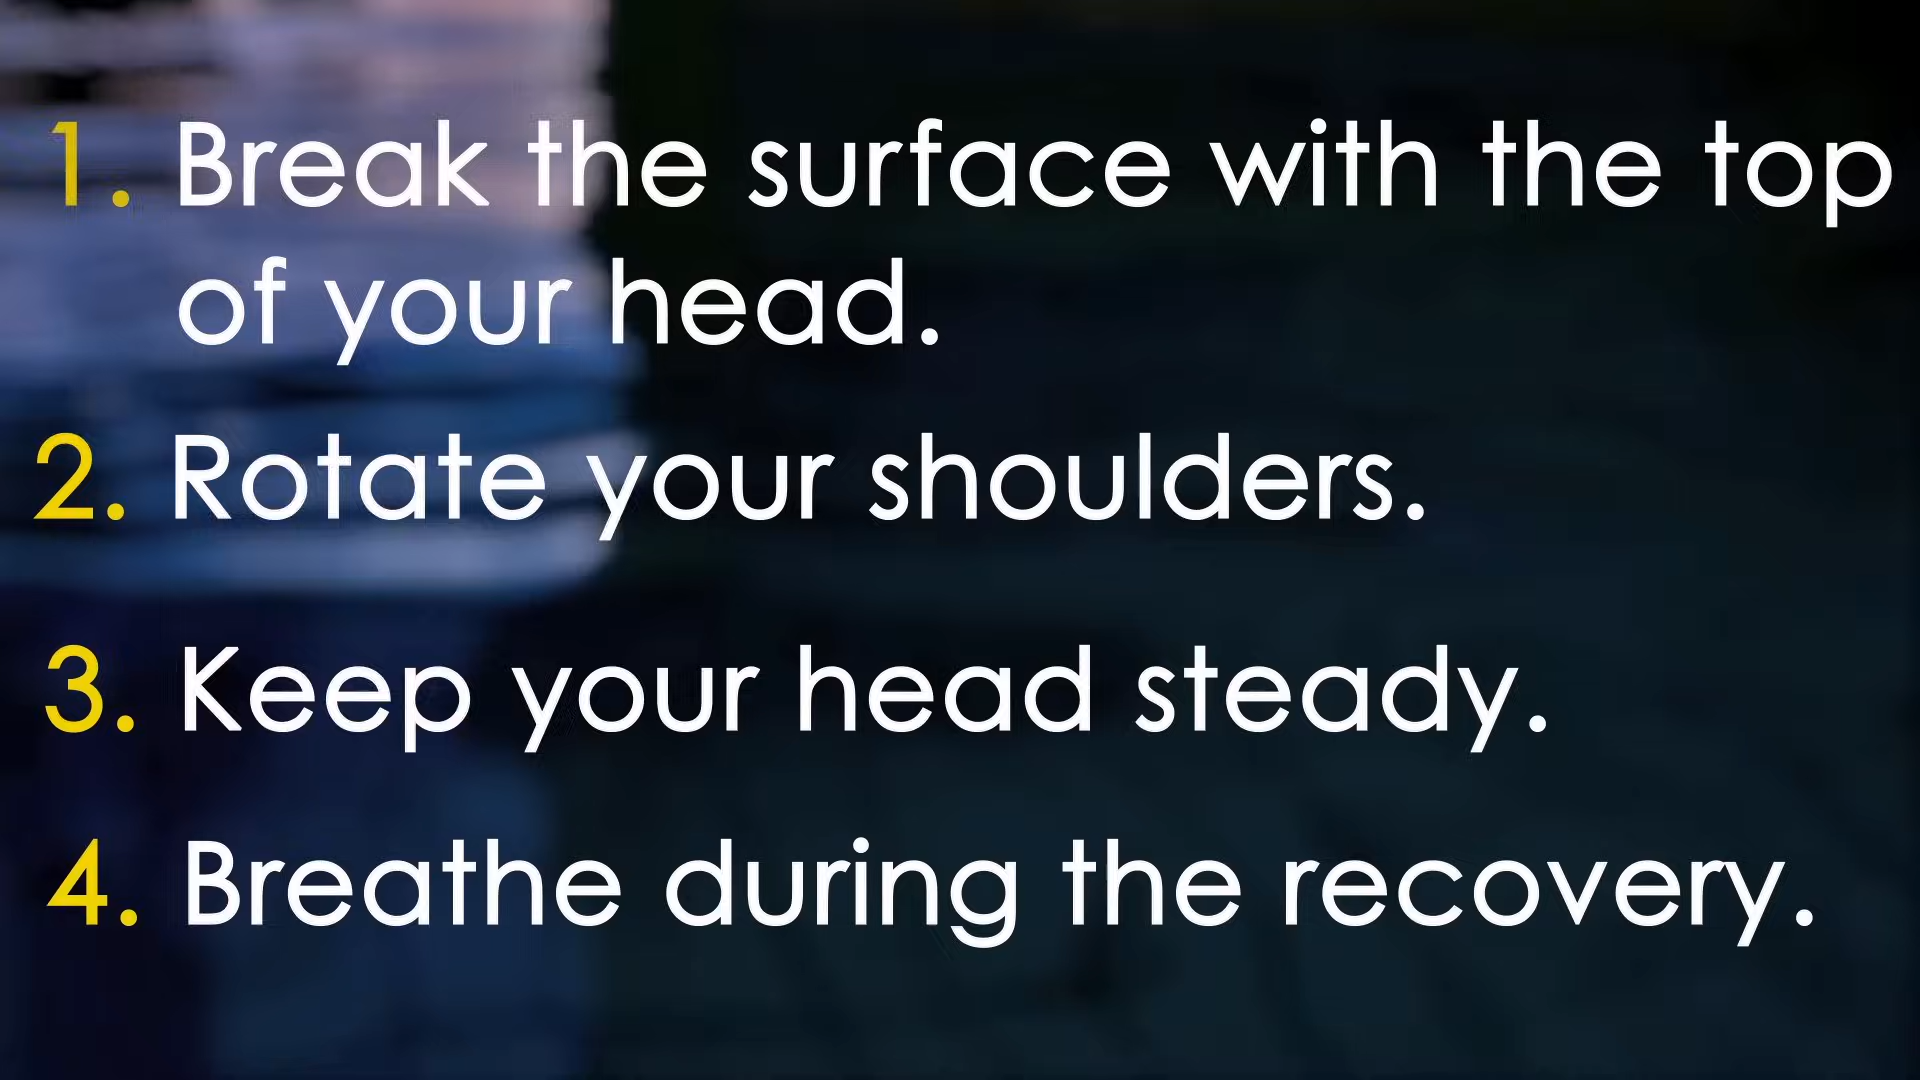 1. Break the surface with the top
of your head.
2. Rotate your shoulders.
3. Keep your head steady.
4. Breathe during the recovery.